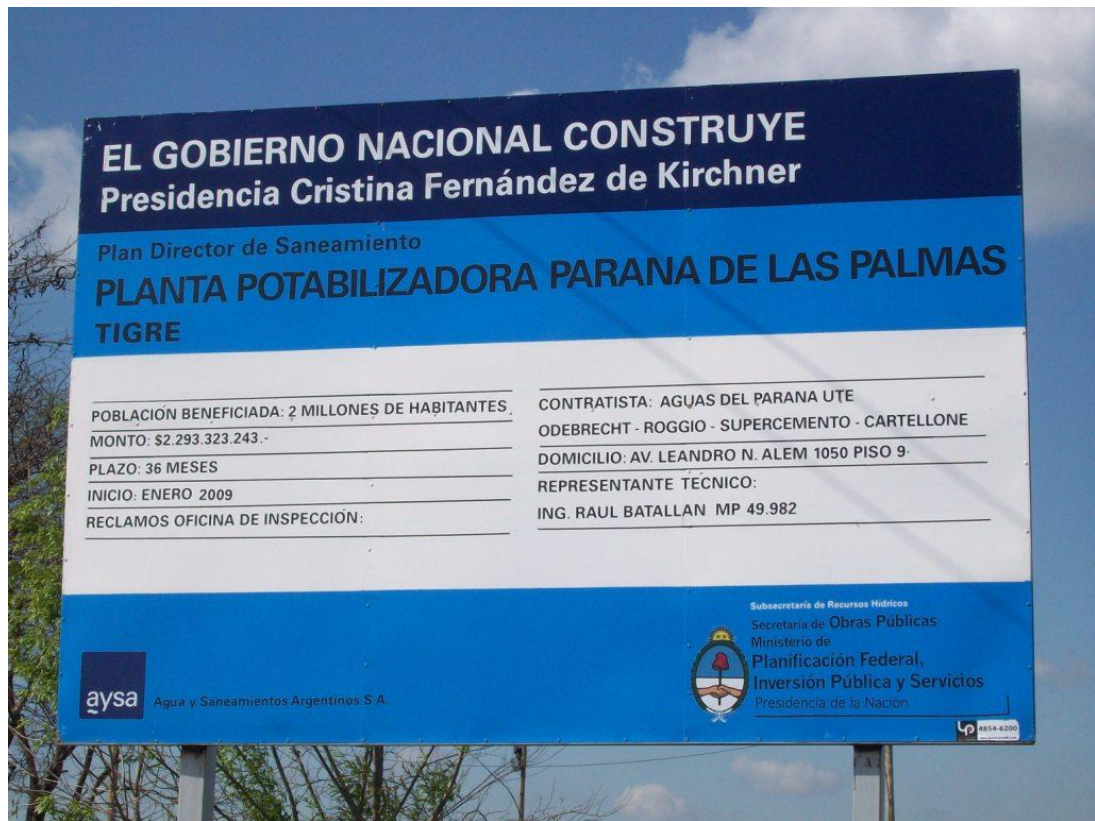 EL GOBIERNO NACIONAL CONSTRUYE
Presidencia Cristina Fernández de Kirchner
Plan Director de Saneamiento
PLANTA POTABILIZADORA PARANA DE LAS PALMAS
TIGRE
POBLACION BENEFICIADA: 2 MILLONES DE HABITANTES
MONTO: $2.293.323.243.-
PLAZO: 36 MESES
INICIO: ENERO 2009
RECLAMOS OFICINA DE INSPECCIÓN:
CONTRATISTA: AGUAS DEL PARANA UTE
ODEBRECHT - ROGGIO - SUPERCEMENTO - CARTELLONE
DOMICILIO: AV. LEANDRO N. ALEM 1050 PISO 9
REPRESENTANTE TECNICO:
ING. RAUL BATALLAN MP 49.982
aysa
Agua y Saneamientos Argentinos S.A.
Subsecretaría de Recursos Hídricos
Secretaría de Obras Públicas
Ministerio de
Planificación Federal,
Inversión Pública y Servicios
Presidencia de la Nación
LP 4854-6200